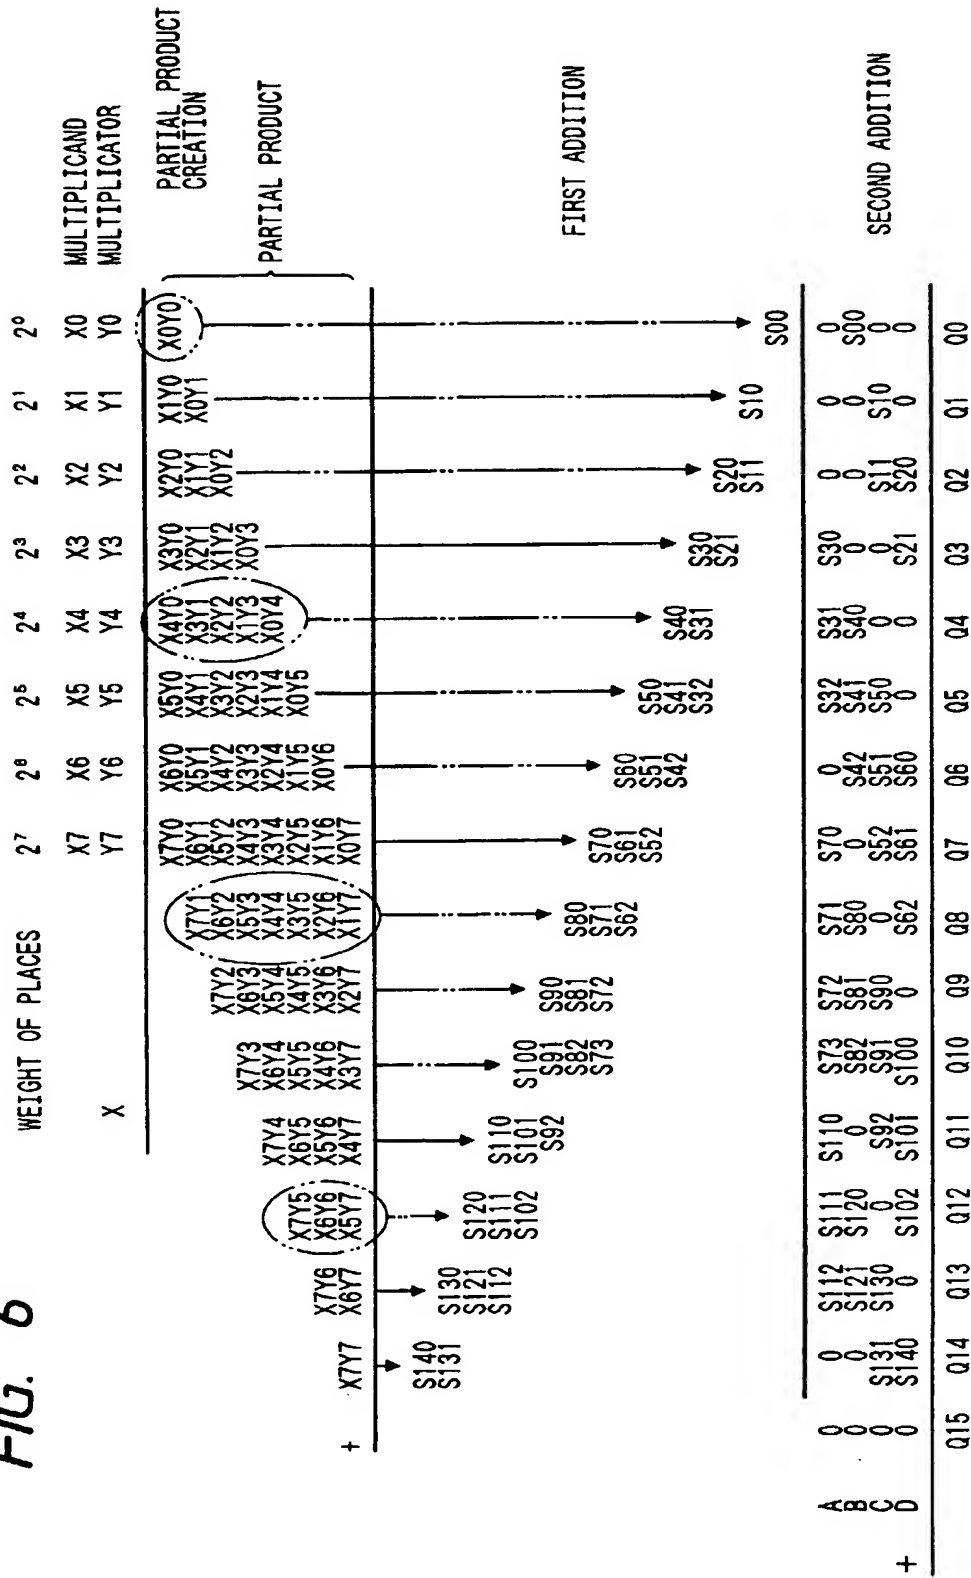 FIG. 6
WEIGHT OF PLACES 2⁷ 2⁶ 2⁵ 2⁴ 2³ 2² 2¹ 2⁰
X7 X6 X5 X4 X3 X2 X1 X0 MULTIPLICAND
X Y7 Y6 Y5 Y4 Y3 Y2 Y1 Y0 MULTIPLICATOR
X7Y0 X6Y0 X5Y0 X4Y0 X3Y0 X2Y0 X1Y0 X0Y0 PARTIAL PRODUCT
X7Y1 X6Y1 X5Y1 X4Y1 X3Y1 X2Y1 X1Y1 X0Y1 CREATION
X7Y2 X6Y2 X5Y2 X4Y2 X3Y2 X2Y2 X1Y2 X0Y2
X7Y3 X6Y3 X5Y3 X4Y3 X3Y3 X2Y3 X1Y3 X0Y3
X7Y4 X6Y4 X5Y4 X4Y4 X3Y4 X2Y4 X1Y4 X0Y4 PARTIAL PRODUCT
X7Y5 X6Y5 X5Y5 X4Y5 X3Y5 X2Y5 X1Y5 X0Y5
X7Y6 X6Y6 X5Y6 X4Y6 X3Y6 X2Y6 X1Y6 X0Y6
+ X7Y7 X6Y7 X5Y7 X4Y7 X3Y7 X2Y7 X1Y7 X0Y7
S140
S131 S130
S121 S120
S112 S111 S110
S102 S101 S100
S92 S91 S90
S82 S81 S80 FIRST ADDITION
S73 S72 S71 S70
S62 S61 S60
S52 S51 S50
S42 S41 S40
S32 S31 S30
S21 S20
S11 S10
S00
A 0 0 S112 S111 S110 S73 S72 S71 S70 0 S32 S31 S30 0 0 0
B 0 0 S121 S120 0 S82 S81 S80 0 S42 S41 S40 0 0 0 S00
C 0 S131 S130 0 S92 S91 S90 0 S52 S51 S50 0 0 S11 S10 0 SECOND ADDITION
+ D 0 S140 0 S102 S101 S100 0 S62 S61 S60 0 0 S21 S20 0 0
Q15 Q14 Q13 Q12 Q11 Q10 Q9 Q8 Q7 Q6 Q5 Q4 Q3 Q2 Q1 Q0